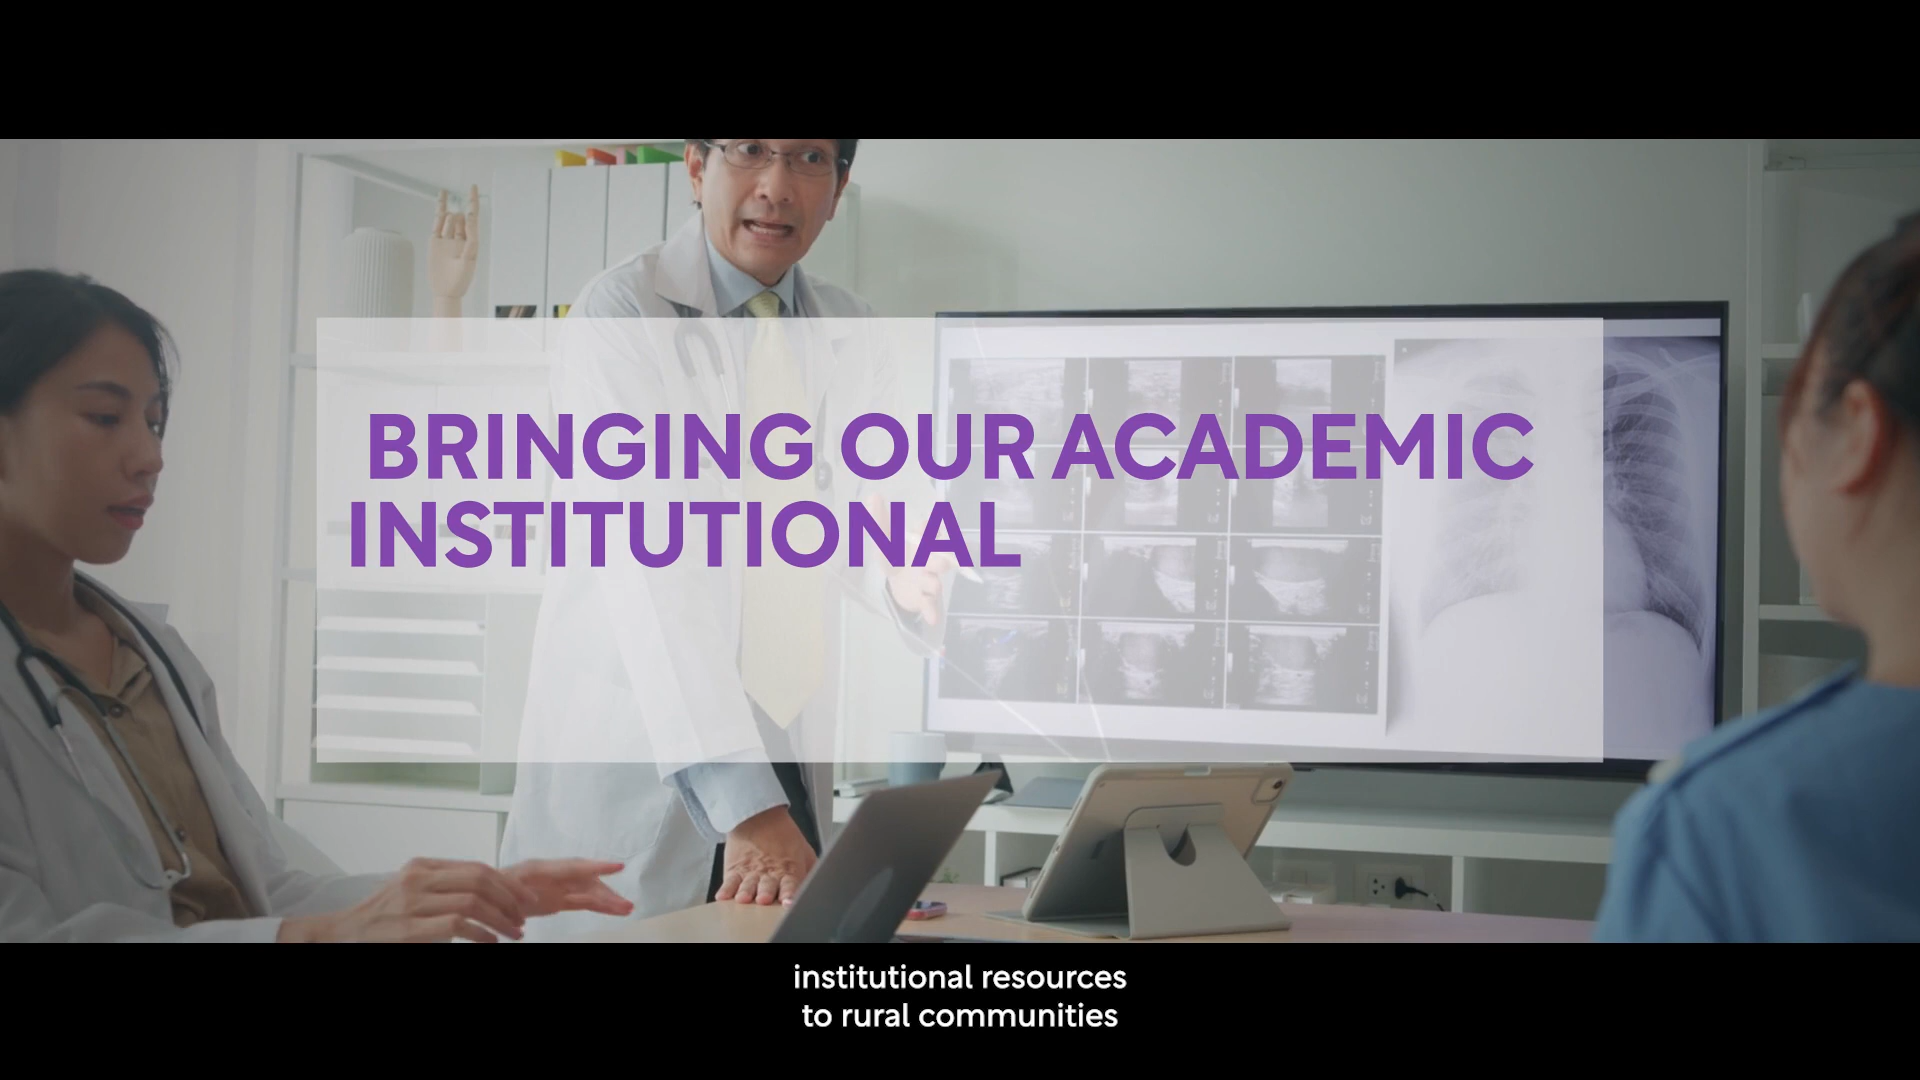 BRINGING OUR ACADEMIC
INSTITUTIONAL
institutional resources
to rural communities